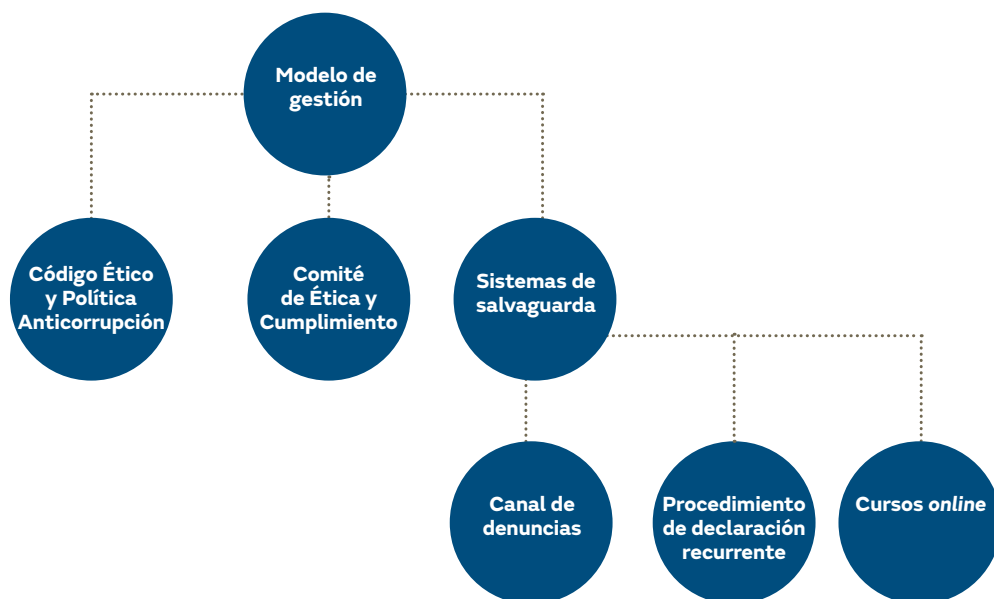 Modelo de
gestión
Código Ético
y Política
Anticorrupción
Comité
de Ética y
Cumplimiento
Sistemas de
salvaguarda
Canal de
denuncias
Procedimiento
de declaración
recurrente
Cursos online